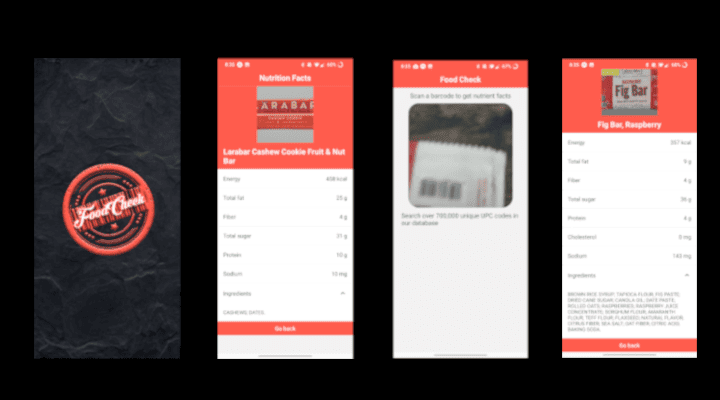 Food Check
Nutrition Facts
LARABAR
Larabar Cashew Cookie Fruit & Nut
Bar
Energy 458 kcal
Total fat 25 g
Fiber 4 g
Total sugar 31 g
Protein 10 g
Sodium 10 mg
Ingredients
CASHEWS, DATES.
Go back
Food Check
Scan a barcode to get nutrient facts
Search over 700,000 unique UPC codes in
our database
Fig Bar
Fig Bar, Raspberry
Energy 357 kcal
Total fat 9 g
Fiber 4 g
Total sugar
Protein 4 g
Cholesterol 0 mg
Sodium 143 mg
Ingredients
BROWN RICE SYRUP, TAPIOCA FLOUR, FIG PASTE,
DRIED CANE SUGAR, CANOLA OIL, DATE PASTE,
ROLLED OATS, RASPBERRIES, RASPBERRY JUICE
CONCENTRATE, SORGHUM FLOUR, AMARANTH
FLOUR, TEFF FLOUR, FLAXSEED, NATURAL FLAVOR,
CITRUS FIBER, SEA SALT, OAT FIBER, CITRIC ACID,
BAKING SODA.
Go back